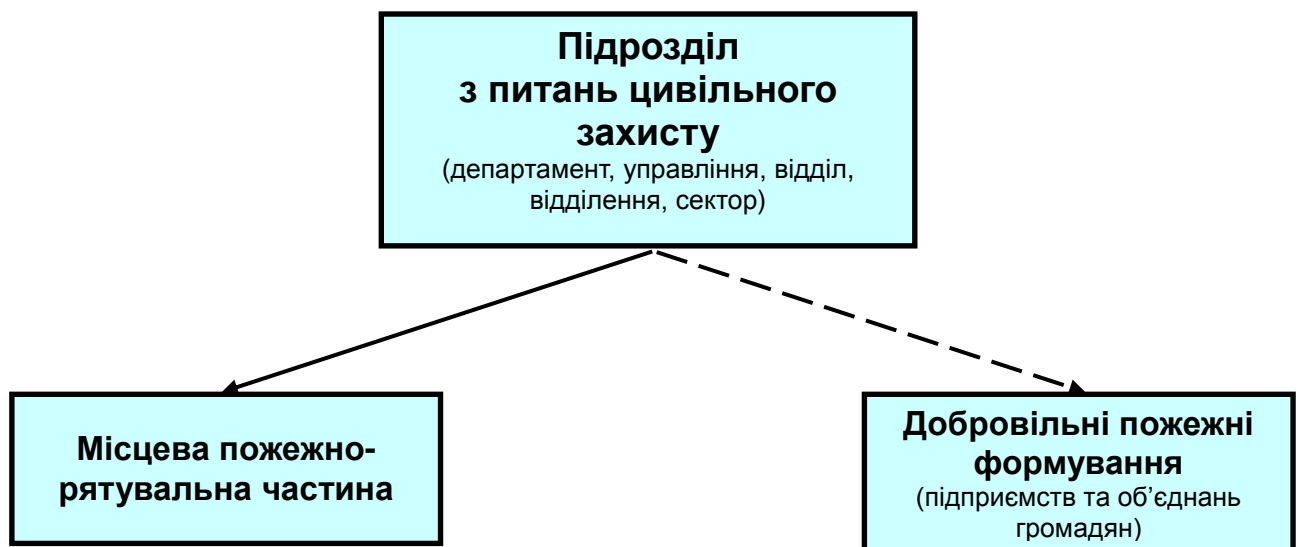 Підрозділ
з питань цивільного
захисту
(департамент, управління, відділ,
відділення, сектор)
Місцева пожежно-
рятувальна частина
Добровільні пожежні
формування
(підприємств та об’єднань
громадян)